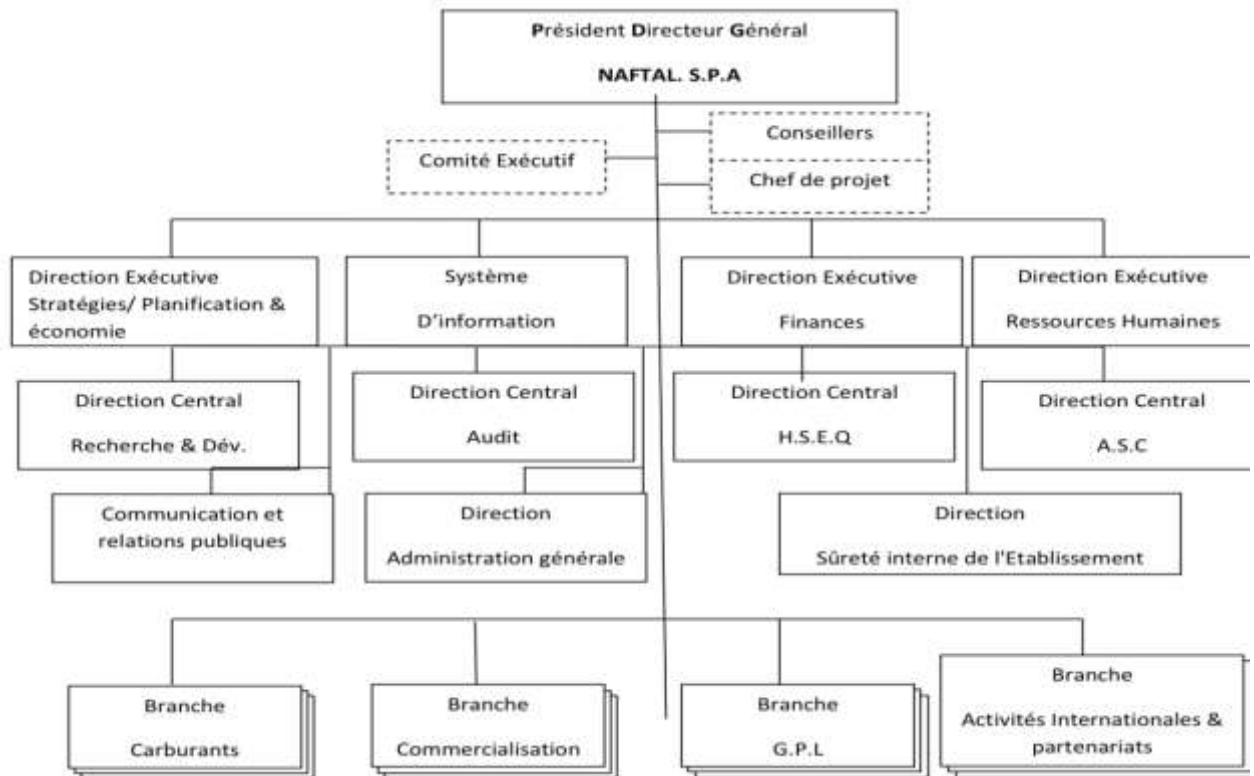 Président Directeur Général
NAFTAL. S.P.A
Conseillers
Comité Exécutif
Chef de projet
Direction Exécutive
Stratégies/ Planification &
économie
Système
D'information
Direction Exécutive
Finances
Direction Exécutive
Ressources Humaines
Direction Central
Recherche & Dév.
Direction Central
Audit
Direction Central
H.S.E.Q
Direction Central
A.S.C
Communication et
relations publiques
Direction
Administration générale
Direction
Sûreté interne de l'Etablissement
Branche
Carburants
Branche
Commercialisation
Branche
G.P.L
Branche
Activités Internationales &
partenariats